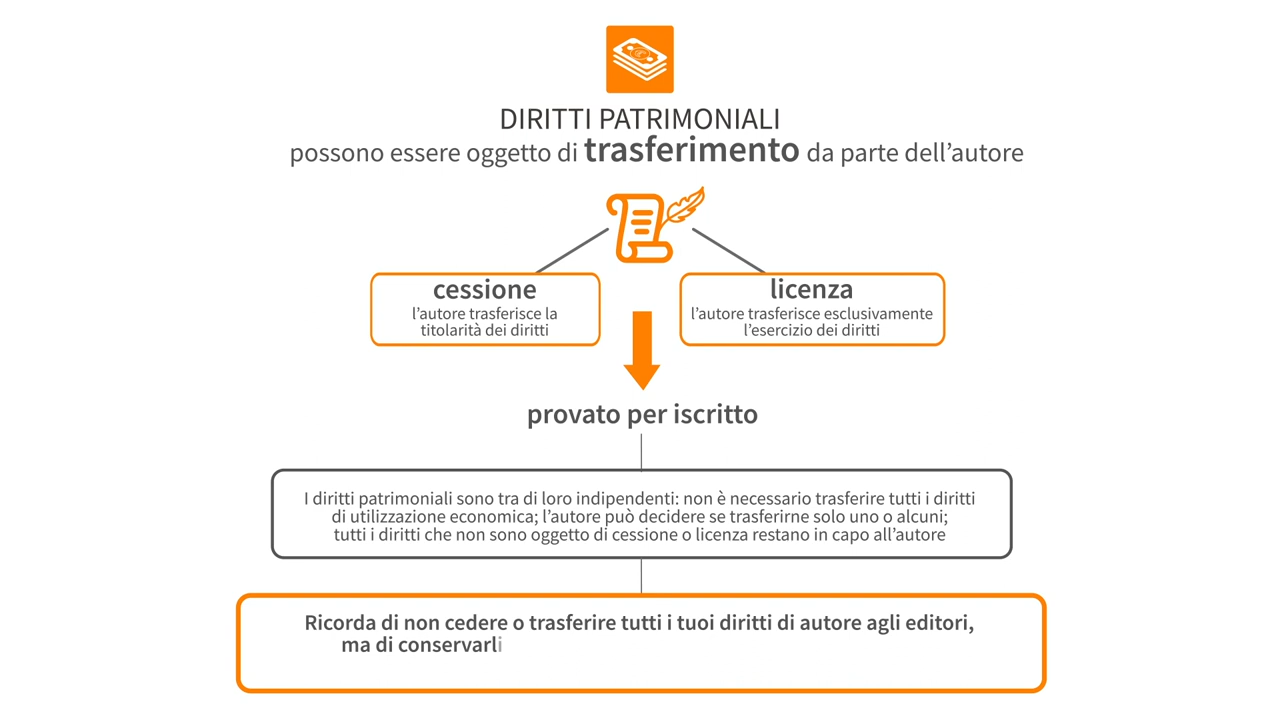 DIRITTI PATRIMONIALI
possono essere oggetto di trasferimento da parte dell’autore
cessione
l’autore trasferisce la
titolarità dei diritti
licenza
l’autore trasferisce esclusivamente
l’esercizio dei diritti
provato per iscritto
I diritti patrimoniali sono tra di loro indipendenti: non è necessario trasferire tutti i diritti
di utilizzazione economica; l’autore può decidere se trasferirne solo uno o alcuni;
tutti i diritti che non sono oggetto di cessione o licenza restano in capo all’autore
Ricorda di non cedere o trasferire tutti i tuoi diritti di autore agli editori,
ma di conservarli